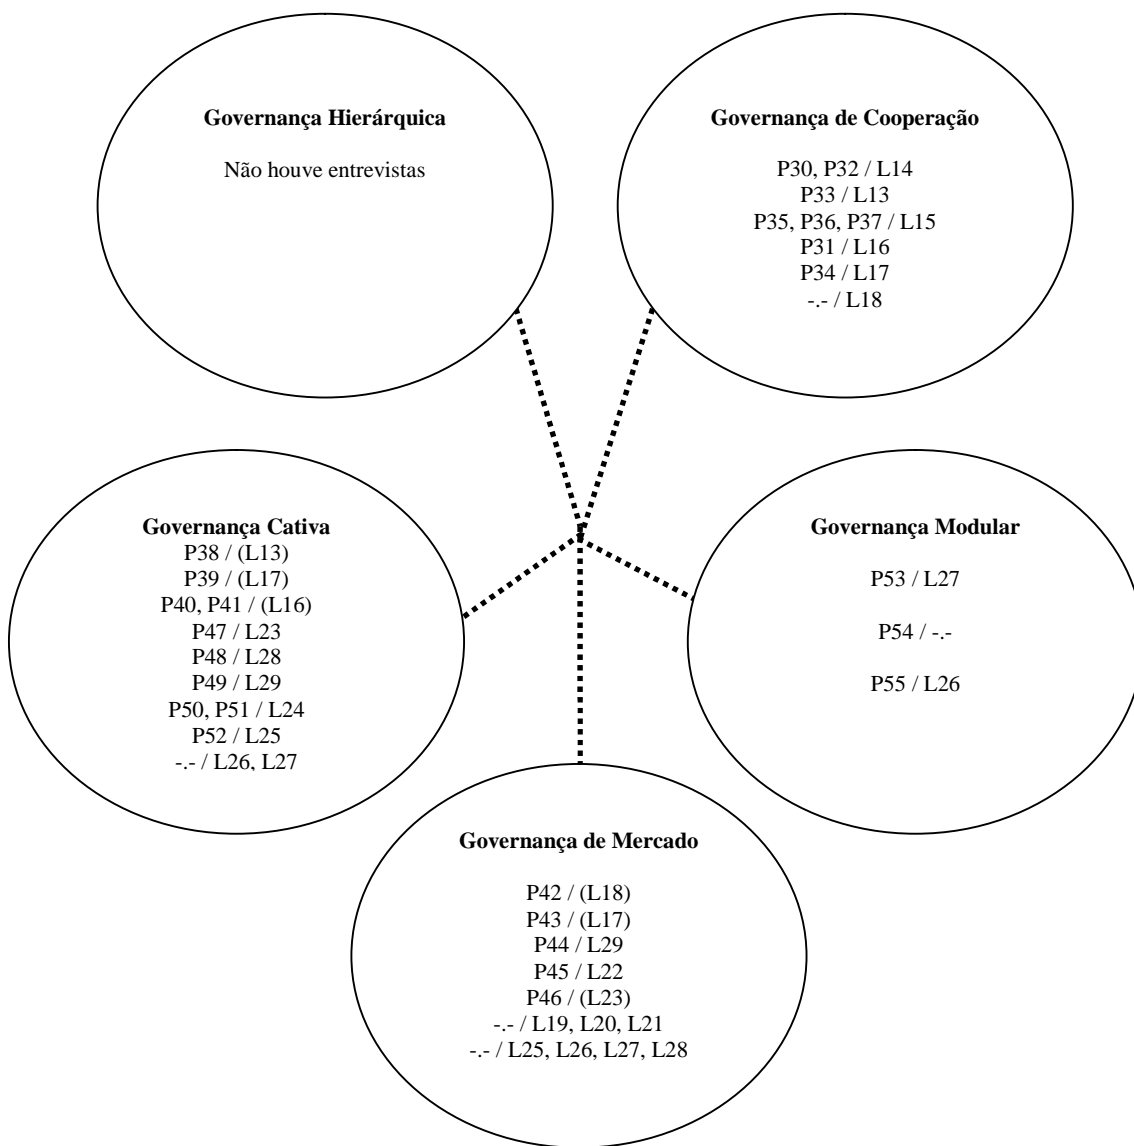 Governança Hierárquica
Não houve entrevistas
Governança de Cooperação
P30, P32 / L14
P33 / L13
P35, P36, P37 / L15
P31 / L16
P34 / L17
-.- / L18
Governança Cativa
P38 / (L13)
P39 / (L17)
P40, P41 / (L16)
P47 / L23
P48 / L28
P49 / L29
P50, P51 / L24
P52 / L25
-.- / L26, L27
Governança Modular
P53 / L27
P54 / -.-
P55 / L26
Governança de Mercado
P42 / (L18)
P43 / (L17)
P44 / L29
P45 / L22
P46 / (L23)
-.- / L19, L20, L21
-.- / L25, L26, L27, L28